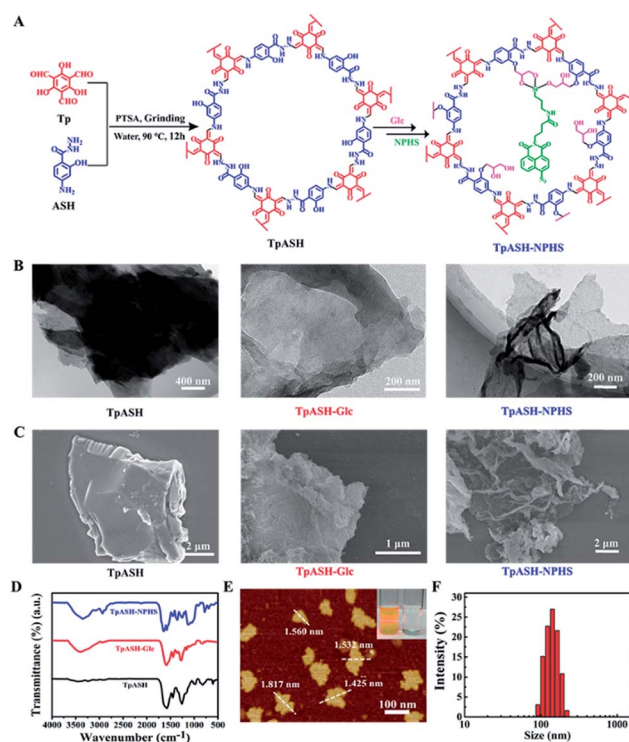 A
OHC
OH
CHO
HO
OH
CHO
Tp
NH2
HN
O
OH
NH2
ASH
PTSA, Grinding
Water, 90 °C, 12h
TpASH
Glc
NPHS
TpASH-NPHS
B
400 nm
200 nm
200 nm
TpASH
TpASH-Glc
TpASH-NPHS
C
2 μm
1 μm
2 μm
TpASH
TpASH-Glc
TpASH-NPHS
D
Transmittance (%) (a.u.)
TpASH-NPHS
TpASH-Glc
TpASH
4000 3500 3000 2500 2000 1500 1000 500
Wavenumber (cm-1)
E
1.560 nm
1.532 nm
1.817 nm
1.425 nm
100 nm
F
Intensity (%)
30
25
20
15
10
5
0
10 100 1000
Size (nm)